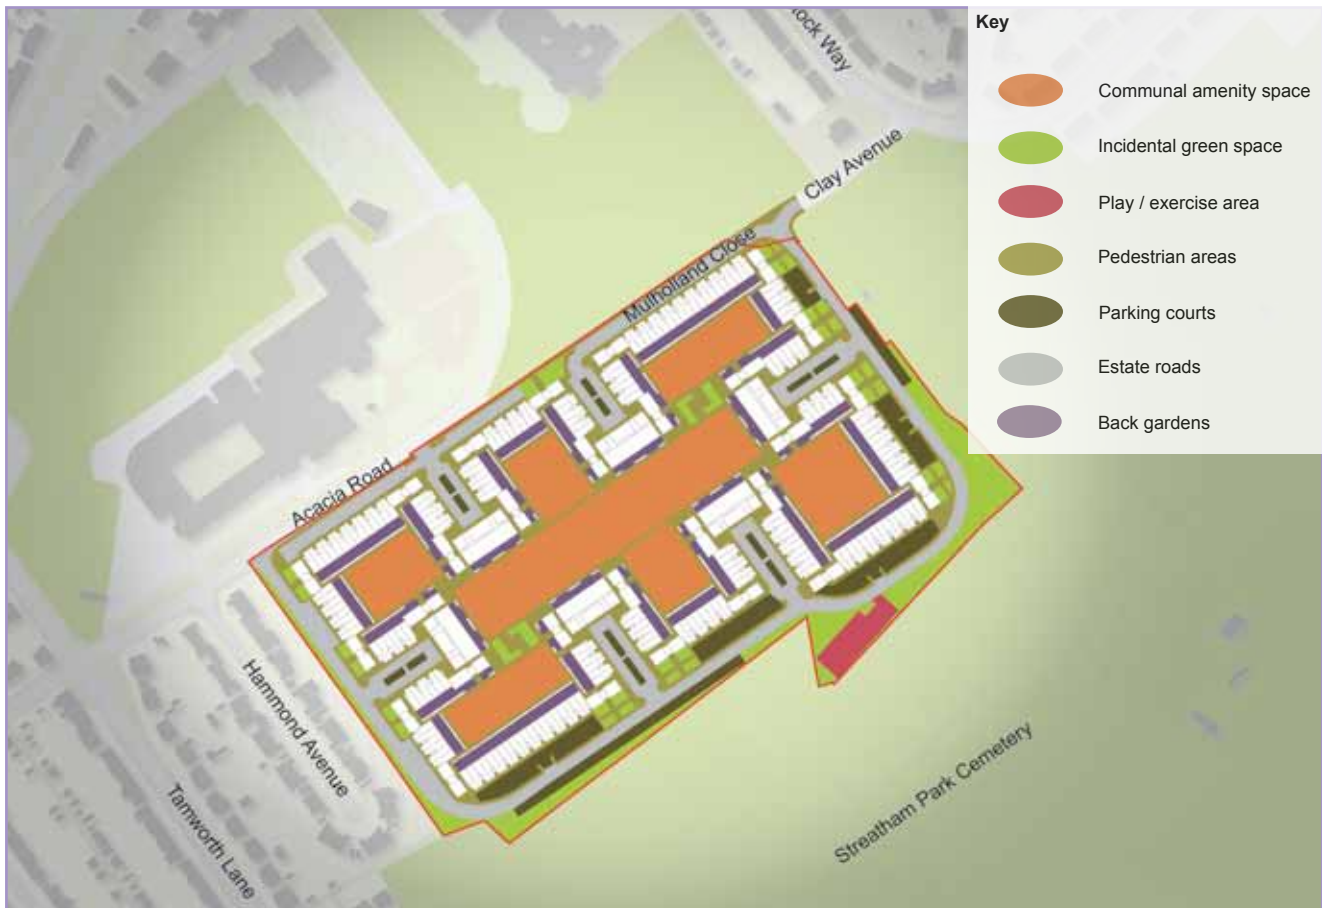 Key
Communal amenity space
Incidental green space
Play / exercise area
Pedestrian areas
Parking courts
Estate roads
Back gardens
Way
Clay Avenue
Mulholland Close
Acacia Road
Hammond Avenue
Tamworth Lane
Streatham Park Cemetery